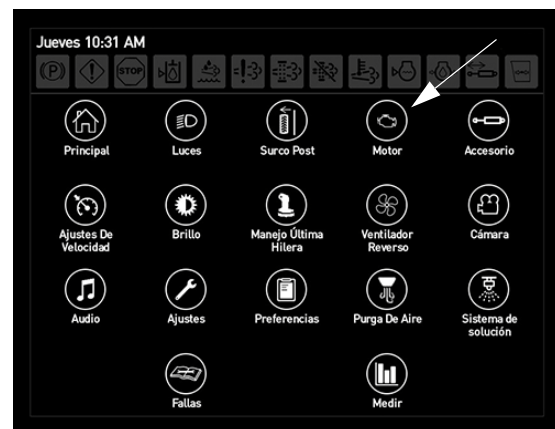 Jueves 10:31 AM
(P) STOP
Principal Luces Surco Post Motor Accesorio
Ajustes De Velocidad Brillo Manejo Última Hilera Ventilador Reverso Cámara
Audio Ajustes Preferencias Purga De Aire Sistema de solución
Fallas Medir